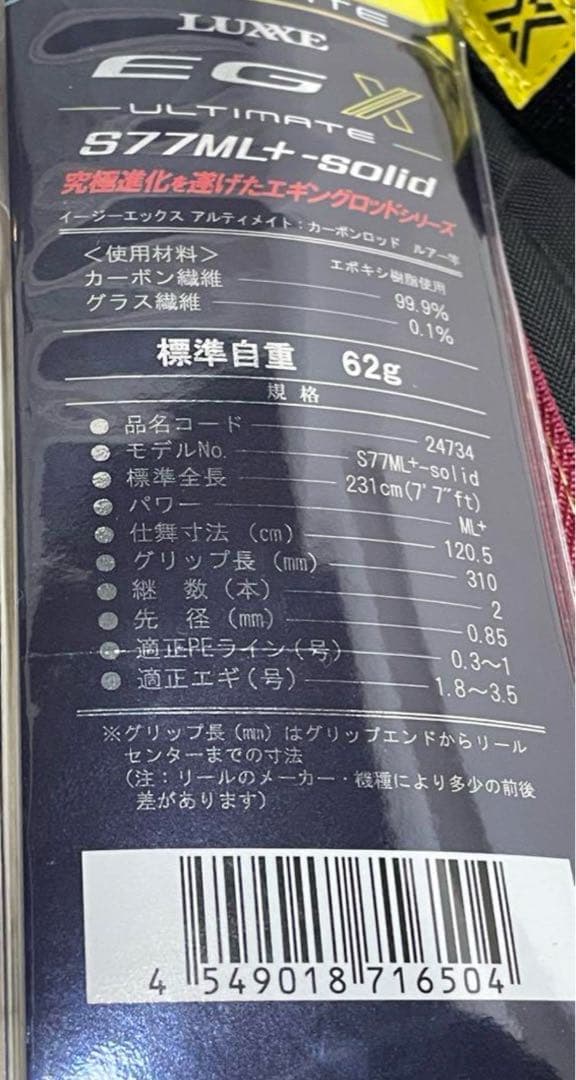 LUXXE
EGX
ULTIMATE
S77ML+-solid
究極進化を遂げたエギングロッドシリーズ
イージーエックス アルティメイト：カーボンロッド ルアー竿
＜使用材料＞ エポキシ樹脂使用
カーボン繊維 99.9%
グラス繊維 0.1%
標準自重 62g
規格
●品名コード 24734
●モデルNo. S77ML+-solid
●標準全長 231cm(7'7"ft)
●パワー ML+
●仕舞寸法（cm） 120.5
●グリップ長（mm） 310
●継 数（本） 2
●先 径（mm） 0.85
●適正PEライン（号） 0.3〜1
●適正エギ（号） 1.8〜3.5
※グリップ長（mm）はグリップエンドからリール
センターまでの寸法
（注：リールのメーカー・機種により多少の前後
差があります）
4 549018 716504